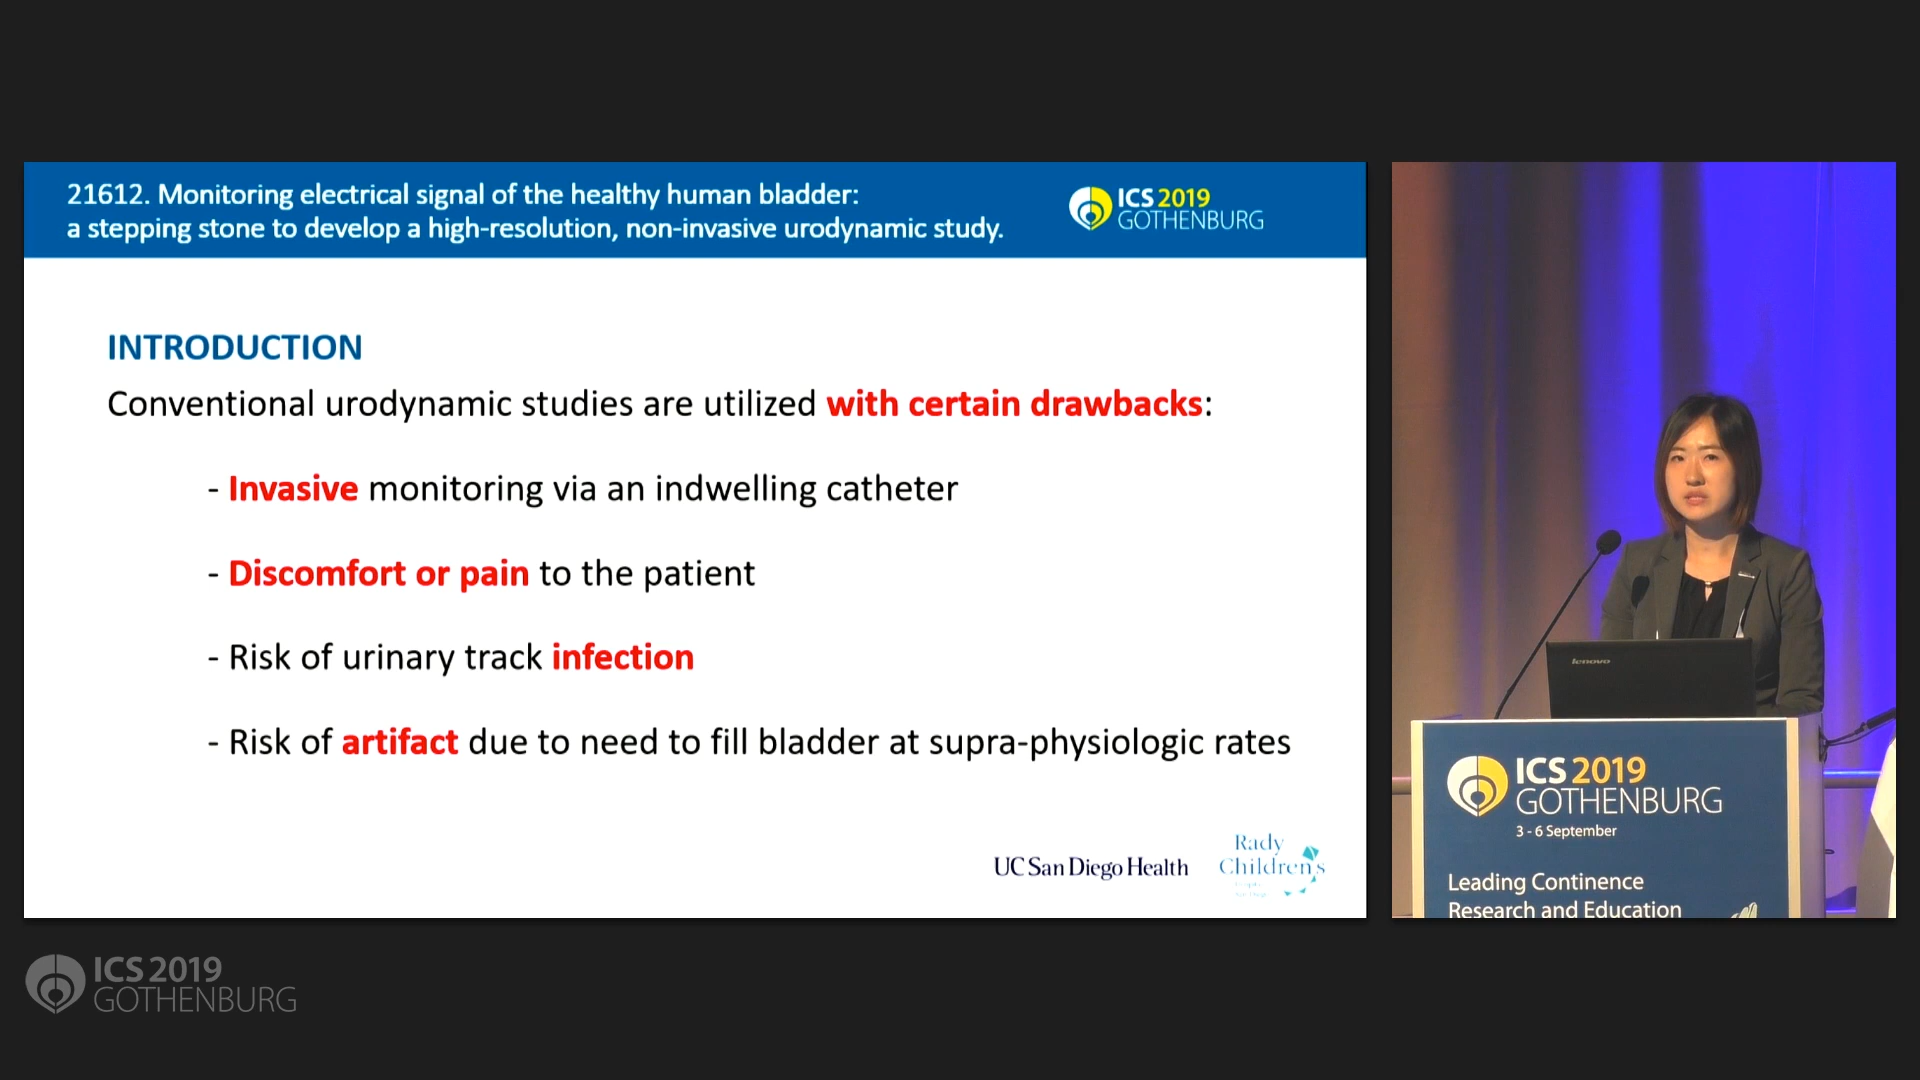 21612. Monitoring electrical signal of the healthy human bladder:
a stepping stone to develop a high-resolution, non-invasive urodynamic study.
ICS 2019
GOTHENBURG
INTRODUCTION
Conventional urodynamic studies are utilized with certain drawbacks:
- Invasive monitoring via an indwelling catheter
- Discomfort or pain to the patient
- Risk of urinary track infection
- Risk of artifact due to need to fill bladder at supra-physiologic rates
UC San Diego Health
Rady
Children's
lenovo
ICS 2019
GOTHENBURG
3 - 6 September
Leading Continence
Research and Education
ICS 2019
GOTHENBURG